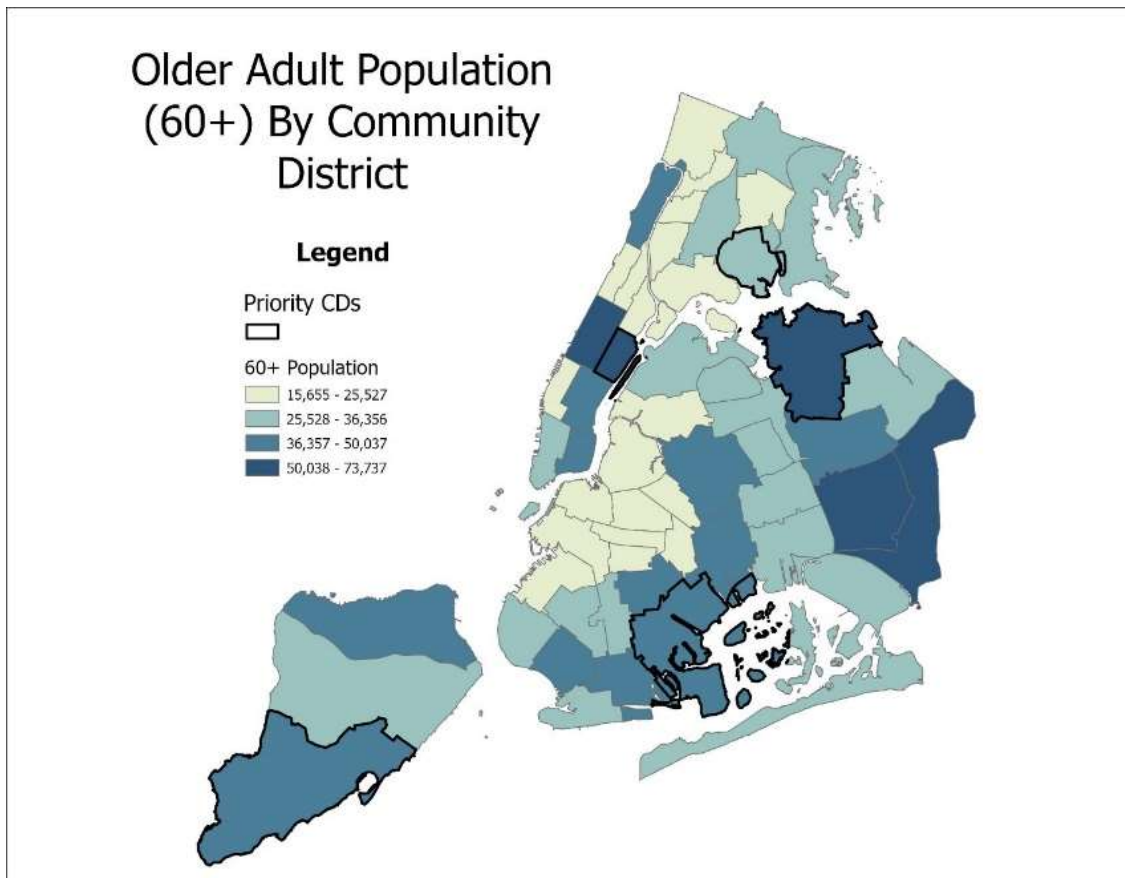 Older Adult Population
(60+) By Community
District
Legend
Priority CDs
60+ Population
15,655 - 25,527
25,528 - 36,356
36,357 - 50,037
50,038 - 73,737